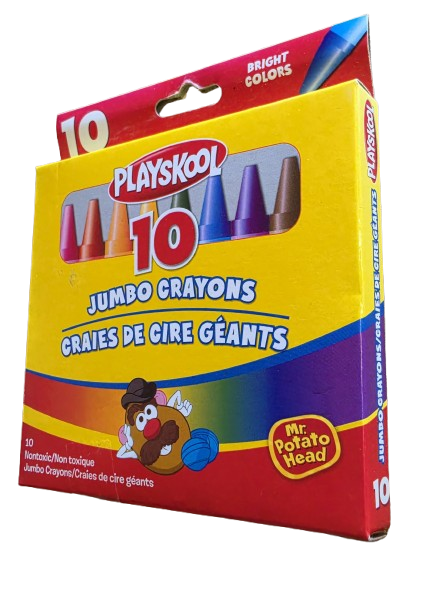 BRIGHT
COLORS
10
PLAYSKOOL
10
JUMBO CRAYONS
CRAIES DE CIRE GÉANTS
Mr.
Potato
Head
10
Nontoxic/Non toxique
Jumbo Crayons/Craies de cire géants
PLAYSKOOL
JUMBO CRAYONS/CRAIES DE CIRE GÉANTS
10